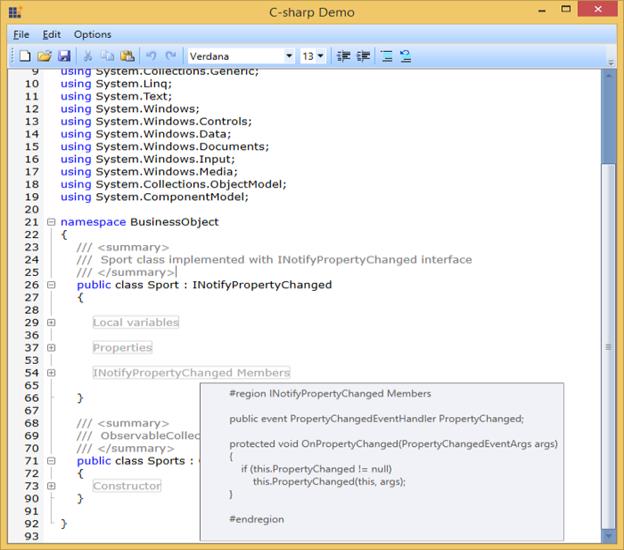 C-sharp Demo
File Edit Options
Verdana 13
9 using System.Collections.Generic;
10 using System.Linq;
11 using System.Text;
12 using System.Windows;
13 using System.Windows.Controls;
14 using System.Windows.Data;
15 using System.Windows.Documents;
16 using System.Windows.Input;
17 using System.Windows.Media;
18 using System.Collections.ObjectModel;
19 using System.ComponentModel;
20
21 namespace BusinessObject
22 {
23 /// <summary>
24 /// Sport class implemented with INotifyPropertyChanged interface
25 /// </summary>
26 public class Sport : INotifyPropertyChanged
27 {
28
29 Local variables
36
37 Properties
53
54 INotifyPropertyChanged Members
65
66 }
67
68 /// <summary>
69 /// ObservableCollec
70 /// </summary>
71 public class Sports :
72 {
73 Constructor
90 }
91
92 }
93
#region INotifyPropertyChanged Members
public event PropertyChangedEventHandler PropertyChanged;
protected void OnPropertyChanged(PropertyChangedEventArgs args)
{
if (this.PropertyChanged != null)
this.PropertyChanged(this, args);
}
#endregion